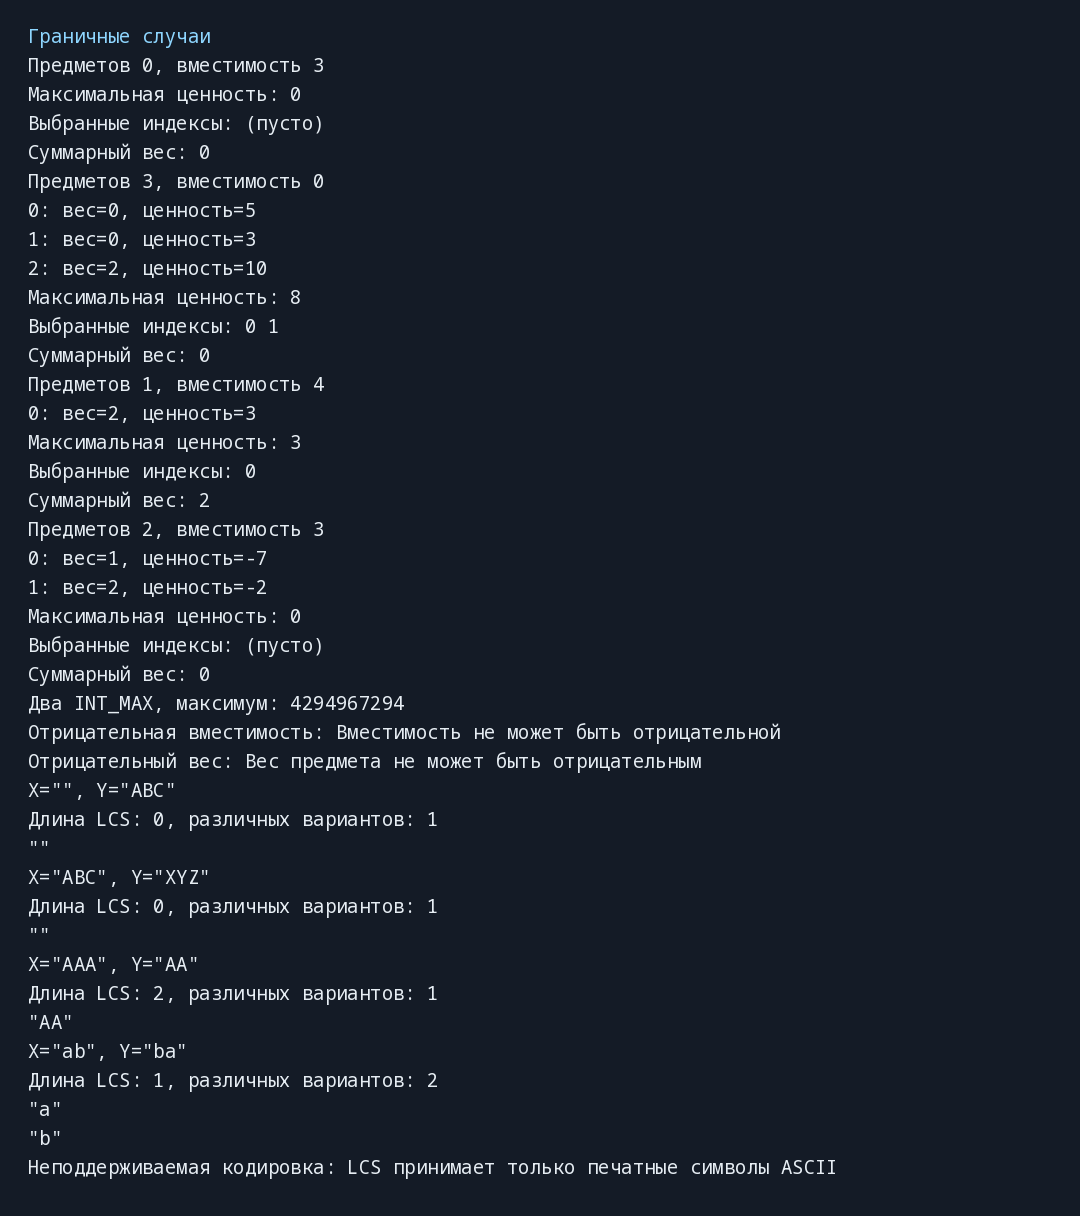 Граничные случаи
Предметов 0, вместимость 3
Максимальная ценность: 0
Выбранные индексы: (пусто)
Суммарный вес: 0
Предметов 3, вместимость 0
0: вес=0, ценность=5
1: вес=0, ценность=3
2: вес=2, ценность=10
Максимальная ценность: 8
Выбранные индексы: 0 1
Суммарный вес: 0
Предметов 1, вместимость 4
0: вес=2, ценность=3
Максимальная ценность: 3
Выбранные индексы: 0
Суммарный вес: 2
Предметов 2, вместимость 3
0: вес=1, ценность=-7
1: вес=2, ценность=-2
Максимальная ценность: 0
Выбранные индексы: (пусто)
Суммарный вес: 0
Два INT_MAX, максимум: 4294967294
Отрицательная вместимость: Вместимость не может быть отрицательной
Отрицательный вес: Вес предмета не может быть отрицательным
X="", Y="ABC"
Длина LCS: 0, различных вариантов: 1
""
X="ABC", Y="XYZ"
Длина LCS: 0, различных вариантов: 1
""
X="AAA", Y="AA"
Длина LCS: 2, различных вариантов: 1
"AA"
X="ab", Y="ba"
Длина LCS: 1, различных вариантов: 2
"a"
"b"
Неподдерживаемая кодировка: LCS принимает только печатные символы ASCII